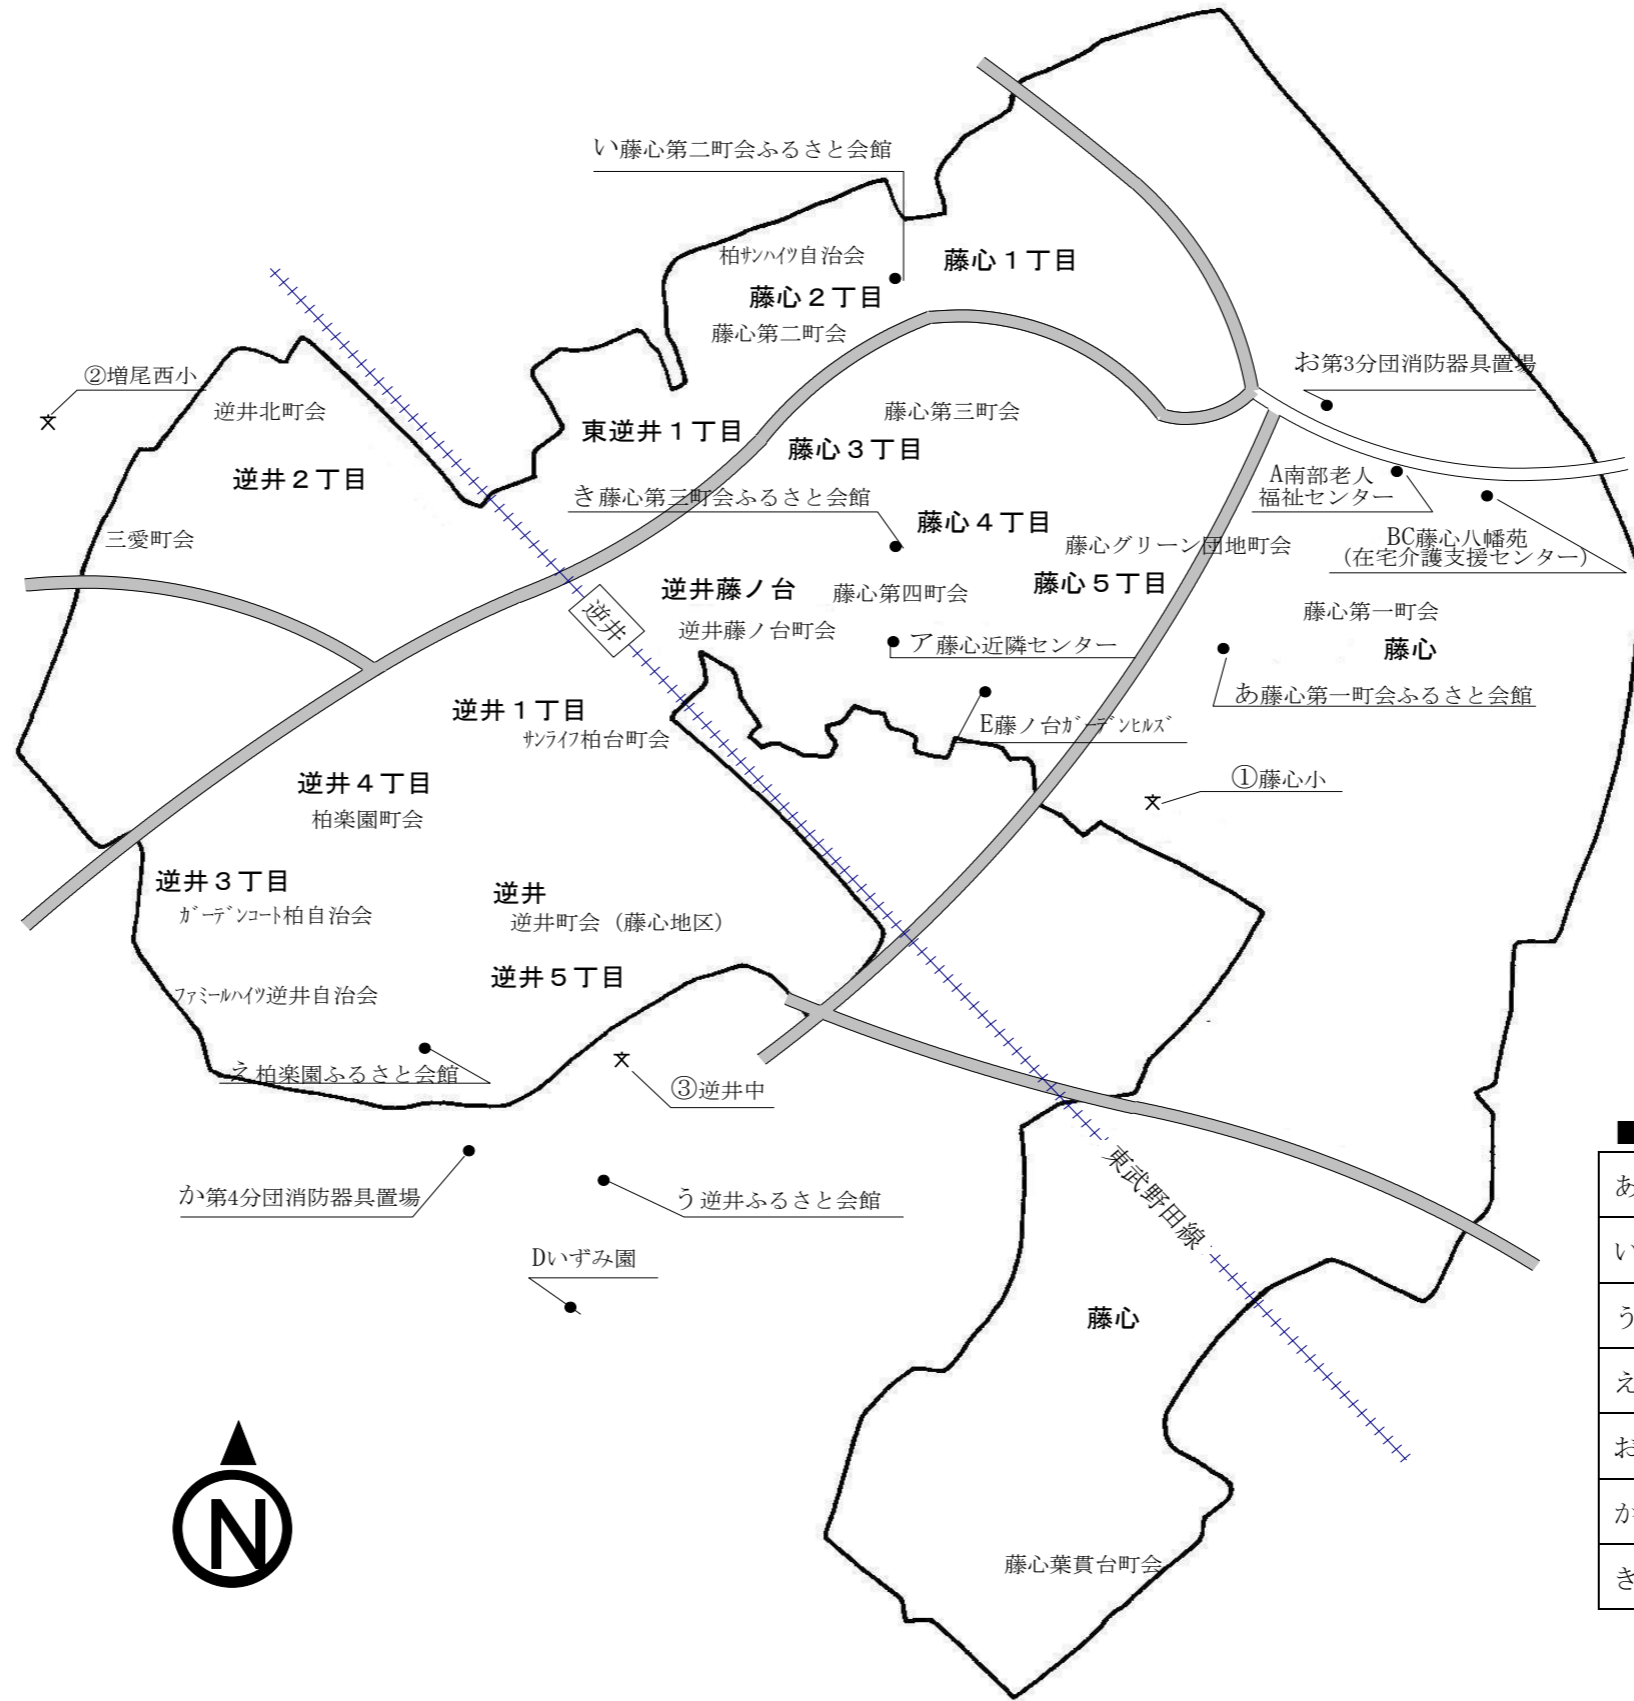 い藤心第二町会ふるさと会館
柏サンハイツ自治会
藤心１丁目
藤心２丁目
藤心第二町会
お第3分団消防器具置場
②増尾西小
逆井北町会
東逆井１丁目
藤心第三町会
藤心３丁目
逆井２丁目
A南部老人
福祉センター
き藤心第三町会ふるさと会館
藤心４丁目
三愛町会
藤心グリーン団地町会
BC藤心八幡苑
(在宅介護支援センター)
逆井藤ノ台
藤心第四町会
藤心５丁目
逆井
藤心第一町会
逆井藤ノ台町会
ア藤心近隣センター
藤心
あ藤心第一町会ふるさと会館
逆井１丁目
E藤ノ台ガーデンヒルズ
サンライフ柏台町会
逆井４丁目
①藤心小
柏楽園町会
逆井３丁目
逆井
ガーデンコート柏自治会
逆井町会（藤心地区）
逆井５丁目
ファミールハイツ逆井自治会
え柏楽園ふるさと会館
③逆井中
か第4分団消防器具置場
う逆井ふるさと会館
東武野田線
Dいずみ園
藤心
N
藤心葉貫台町会
■
あ
い
う
え
お
か
き